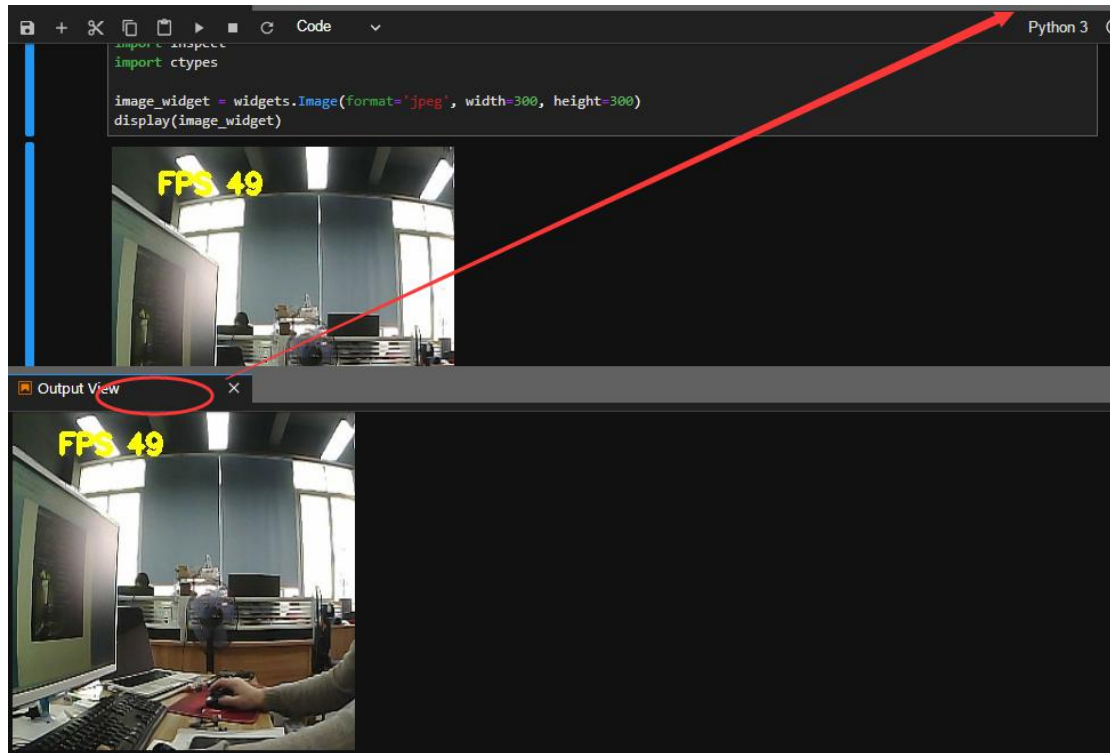 Code
Python 3
import inspect
import ctypes
image_widget = widgets.Image(format='jpeg', width=300, height=300)
display(image_widget)
FPS 49
Output View
FPS 49